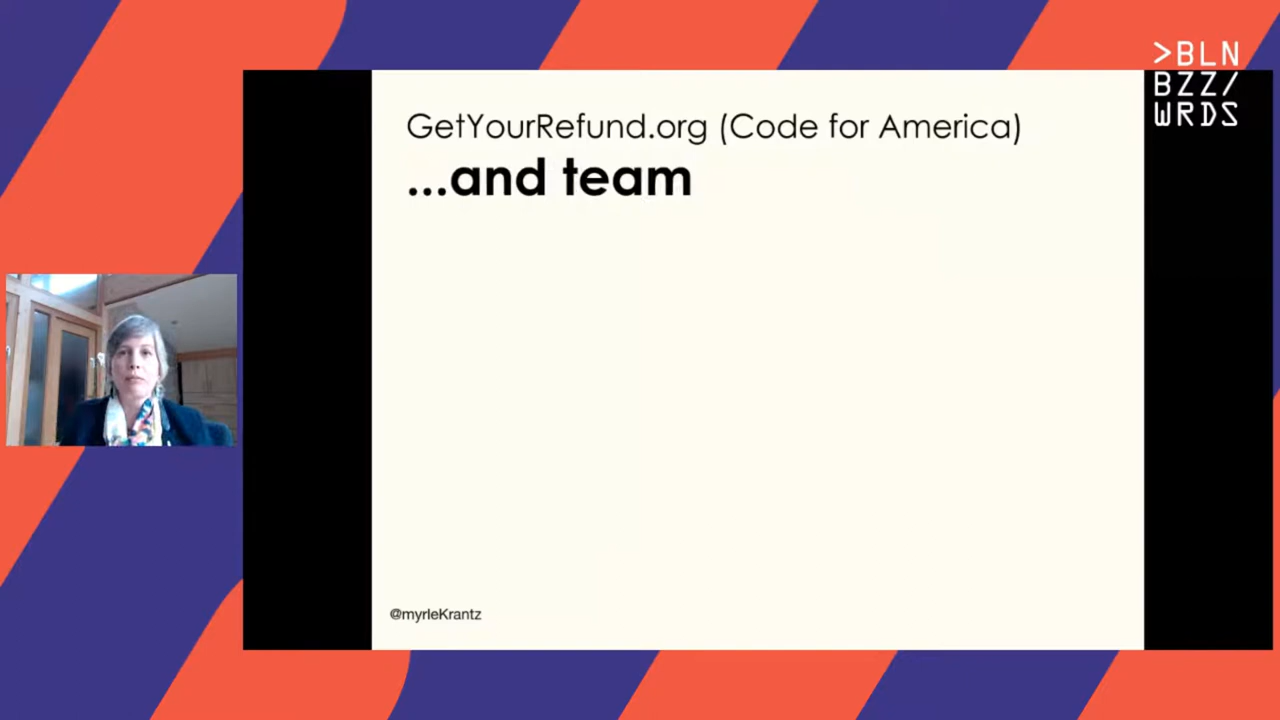 >BLN
BZZ/
WRDS
GetYourRefund.org (Code for America)
...and team
@myrleKrantz